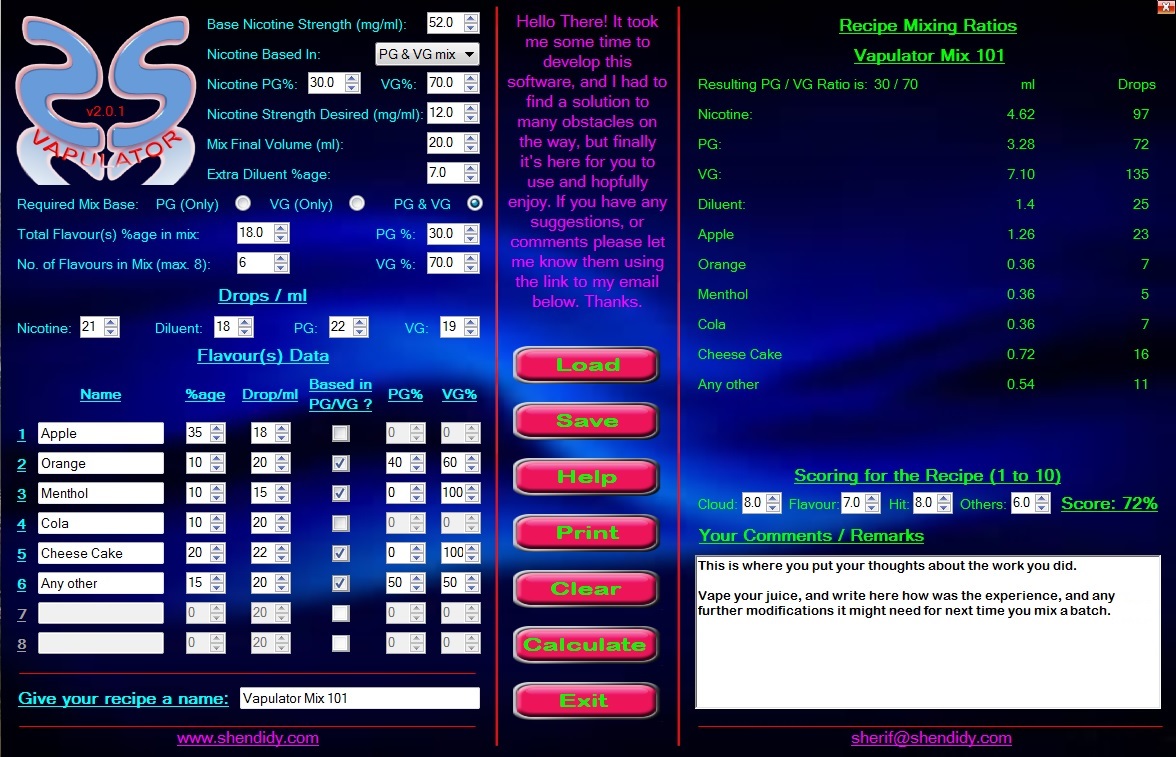 v2.0.1
VAPULATOR
Base Nicotine Strength (mg/ml): 52.0
Nicotine Based In: PG & VG mix
Nicotine PG%: 30.0 VG%: 70.0
Nicotine Strength Desired (mg/ml): 12.0
Mix Final Volume (ml): 20.0
Extra Diluent %age: 7.0
Required Mix Base: PG (Only) VG (Only) PG & VG
Total Flavour(s) %age in mix: 18.0 PG %: 30.0
No. of Flavours in Mix (max. 8): 6 VG %: 70.0
Drops / ml
Nicotine: 21 Diluent: 18 PG: 22 VG: 19
Flavour(s) Data
Name %age Drop/ml Based in PG/VG ? PG% VG%
1 Apple 35 18 0 0
2 Orange 10 20 40 60
3 Menthol 10 15 0 100
4 Cola 10 20 0 0
5 Cheese Cake 20 22 0 100
6 Any other 15 20 50 50
7 0 20 0 0
8 0 20 0 0
Give your recipe a name: Vapulator Mix 101
www.shendidy.com
Hello There! It took
me some time to
develop this
software, and I had to
find a solution to
many obstacles on
the way, but finally
it's here for you to
use and hopfully
enjoy. If you have any
suggestions, or
comments please let
me know them using
the link to my email
below. Thanks.
Load
Save
Help
Print
Clear
Calculate
Exit
Recipe Mixing Ratios
Vapulator Mix 101
Resulting PG / VG Ratio is: 30 / 70 ml Drops
Nicotine: 4.62 97
PG: 3.28 72
VG: 7.10 135
Diluent: 1.4 25
Apple 1.26 23
Orange 0.36 7
Menthol 0.36 5
Cola 0.36 7
Cheese Cake 0.72 16
Any other 0.54 11
Scoring for the Recipe (1 to 10)
Cloud: 8.0 Flavour: 7.0 Hit: 8.0 Others: 6.0 Score: 72%
Your Comments / Remarks
This is where you put your thoughts about the work you did.
Vape your juice, and write here how was the experience, and any
further modifications it might need for next time you mix a batch.
sherif@shendidy.com